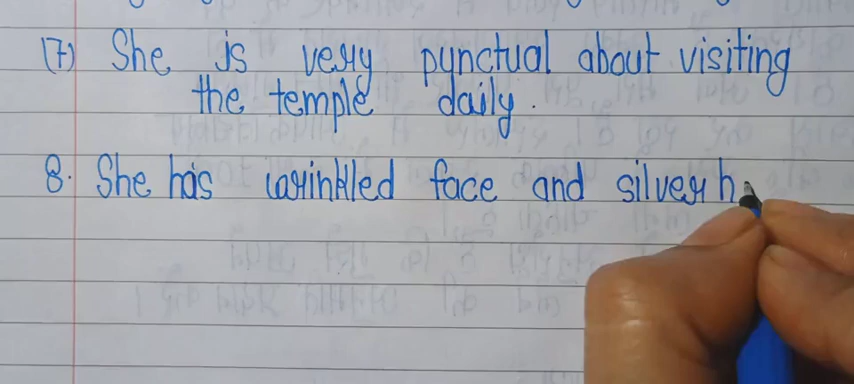 (7) She is very punctual about visiting
the temple daily.
8. She has wrinkled face and silver h